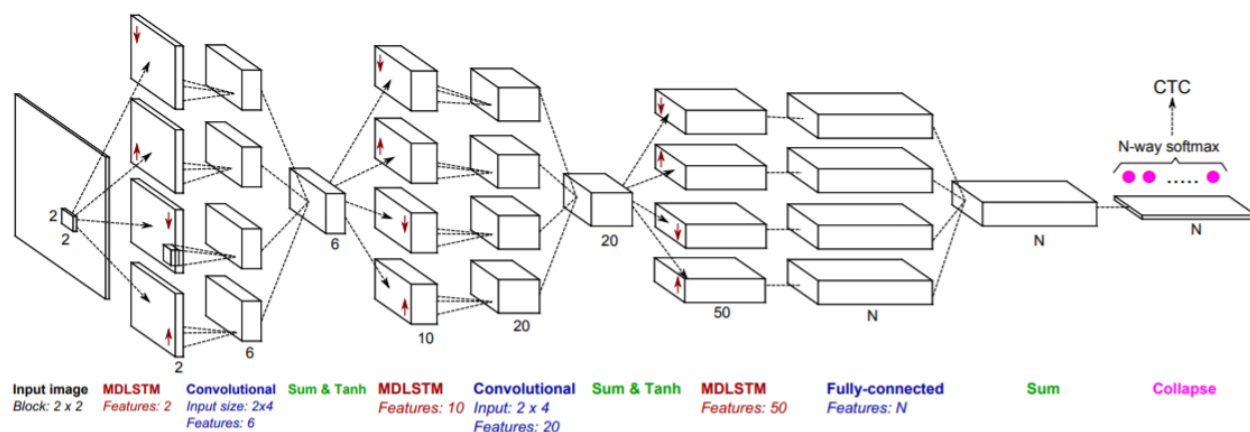 CTC
N-way softmax
.....
2
2
2
6
6
10
20
20
50
N
N
N
Input image
Block: 2 x 2
MDLSTM
Features: 2
Convolutional
Input size: 2x4
Features: 6
Sum & Tanh
MDLSTM
Features: 10
Convolutional
Input: 2 x 4
Features: 20
Sum & Tanh
MDLSTM
Features: 50
Fully-connected
Features: N
Sum
Collapse